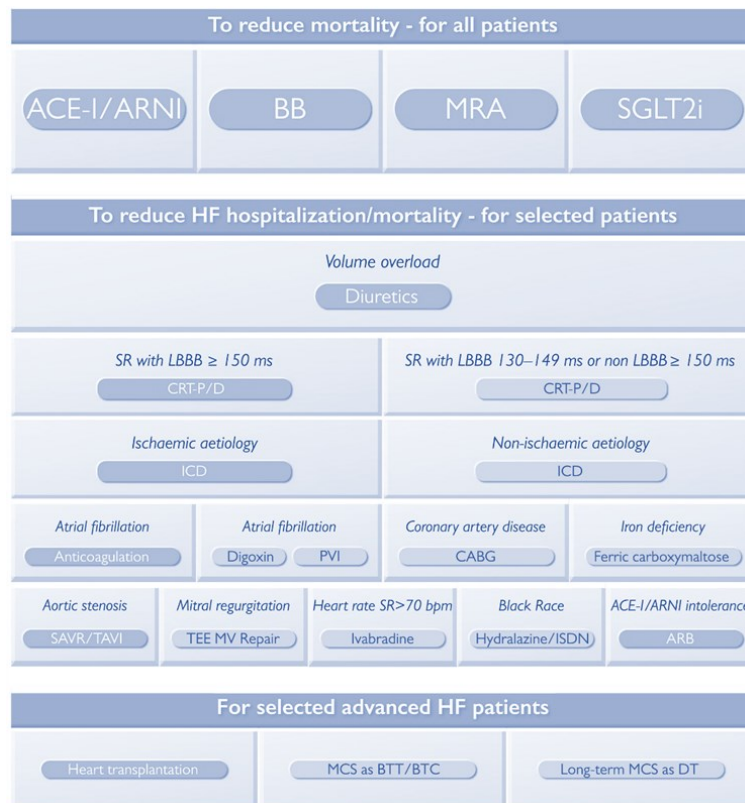 To reduce mortality - for all patients
ACE-I/ARNI
BB
MRA
SGLT2i
To reduce HF hospitalization/mortality - for selected patients
Volume overload
Diuretics
SR with LBBB ≥ 150 ms
CRT-P/D
SR with LBBB 130–149 ms or non LBBB ≥ 150 ms
CRT-P/D
Ischaemic aetiology
ICD
Non-ischaemic aetiology
ICD
Atrial fibrillation
Anticoagulation
Atrial fibrillation
Digoxin
PVI
Coronary artery disease
CABG
Iron deficiency
Ferric carboxymaltose
Aortic stenosis
SAVR/TAVI
Mitral regurgitation
TEE MV Repair
Heart rate SR>70 bpm
Ivabradine
Black Race
Hydralazine/ISDN
ACE-I/ARNI intolerance
ARB
For selected advanced HF patients
Heart transplantation
MCS as BTT/BTC
Long-term MCS as DT